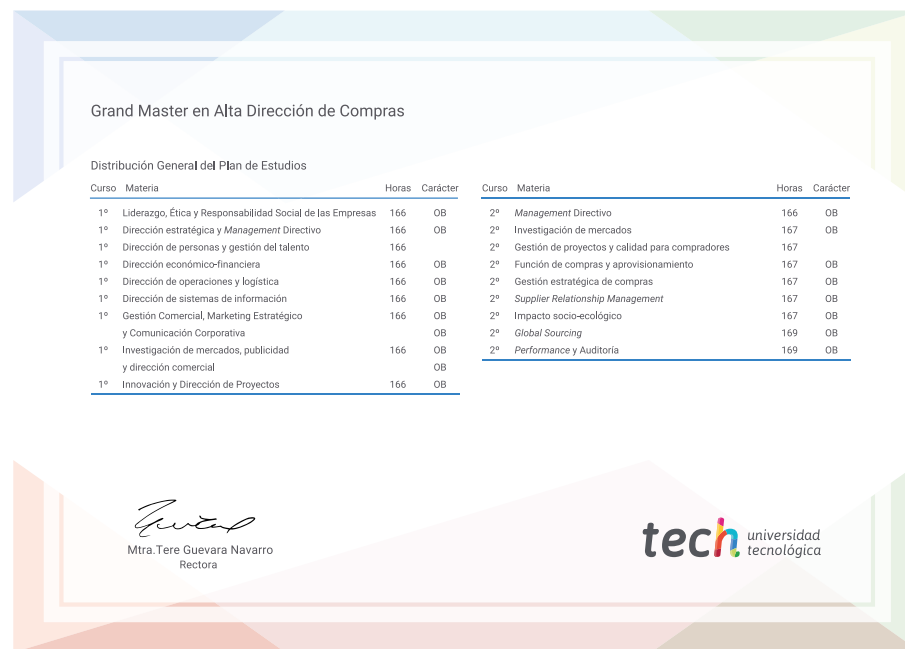 Grand Master en Alta Dirección de Compras
Distribución General del Plan de Estudios
Curso Materia Horas Carácter
1º Liderazgo, Ética y Responsabilidad Social de las Empresas 166 OB
1º Dirección estratégica y Management Directivo 166 OB
1º Dirección de personas y gestión del talento 166
1º Dirección económico-financiera 166 OB
1º Dirección de operaciones y logística 166 OB
1º Dirección de sistemas de información 166 OB
1º Gestión Comercial, Marketing Estratégico 166 OB
y Comunicación Corporativa OB
1º Investigación de mercados, publicidad 166 OB
y dirección comercial OB
1º Innovación y Dirección de Proyectos 166 OB
Curso Materia Horas Carácter
2º Management Directivo 166 OB
2º Investigación de mercados 167 OB
2º Gestión de proyectos y calidad para compradores 167
2º Función de compras y aprovisionamiento 167 OB
2º Gestión estratégica de compras 167 OB
2º Supplier Relationship Management 167 OB
2º Impacto socio-ecológico 167 OB
2º Global Sourcing 169 OB
2º Performance y Auditoría 169 OB
Mtra.Tere Guevara Navarro
Rectora
tech universidad
tecnológica